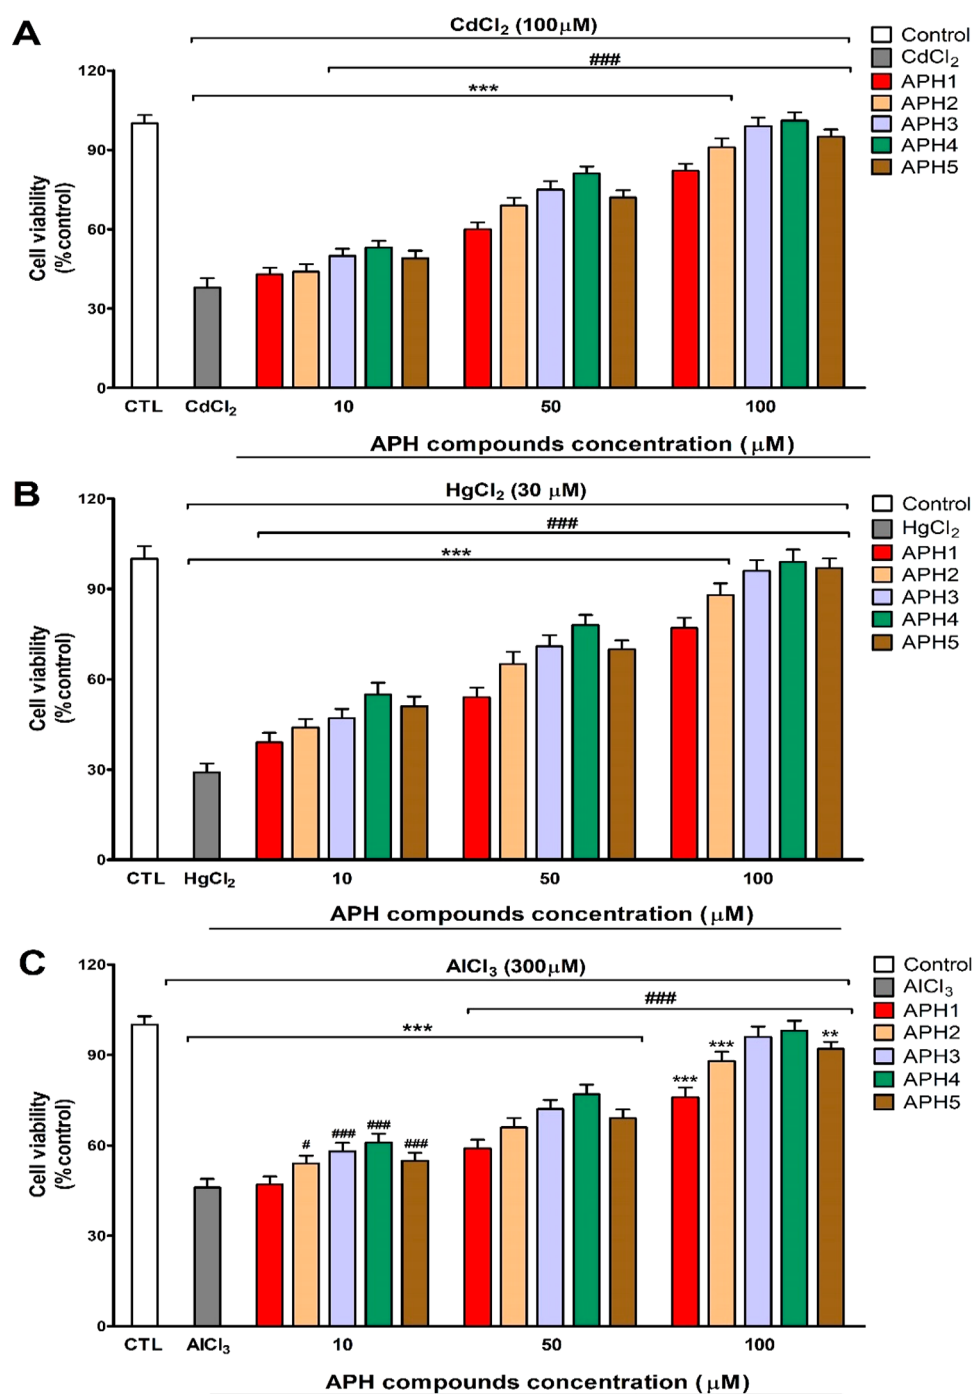 A
CdCl₂ (100μM)
###
***
120
90
60
30
0
Cell viability
(%control)
CTL
CdCl₂
10
50
100
APH compounds concentration (μM)
Control
CdCl₂
APH1
APH2
APH3
APH4
APH5
B
HgCl₂ (30 μM)
###
***
120
90
60
30
0
Cell viability
(%control)
CTL
HgCl₂
10
50
100
APH compounds concentration (μM)
Control
HgCl₂
APH1
APH2
APH3
APH4
APH5
C
AlCl₃ (300μM)
###
***
***
***
**
#
###
###
###
120
90
60
30
0
Cell viability
(%control)
CTL
AlCl₃
10
50
100
APH compounds concentration (μM)
Control
AlCl₃
APH1
APH2
APH3
APH4
APH5